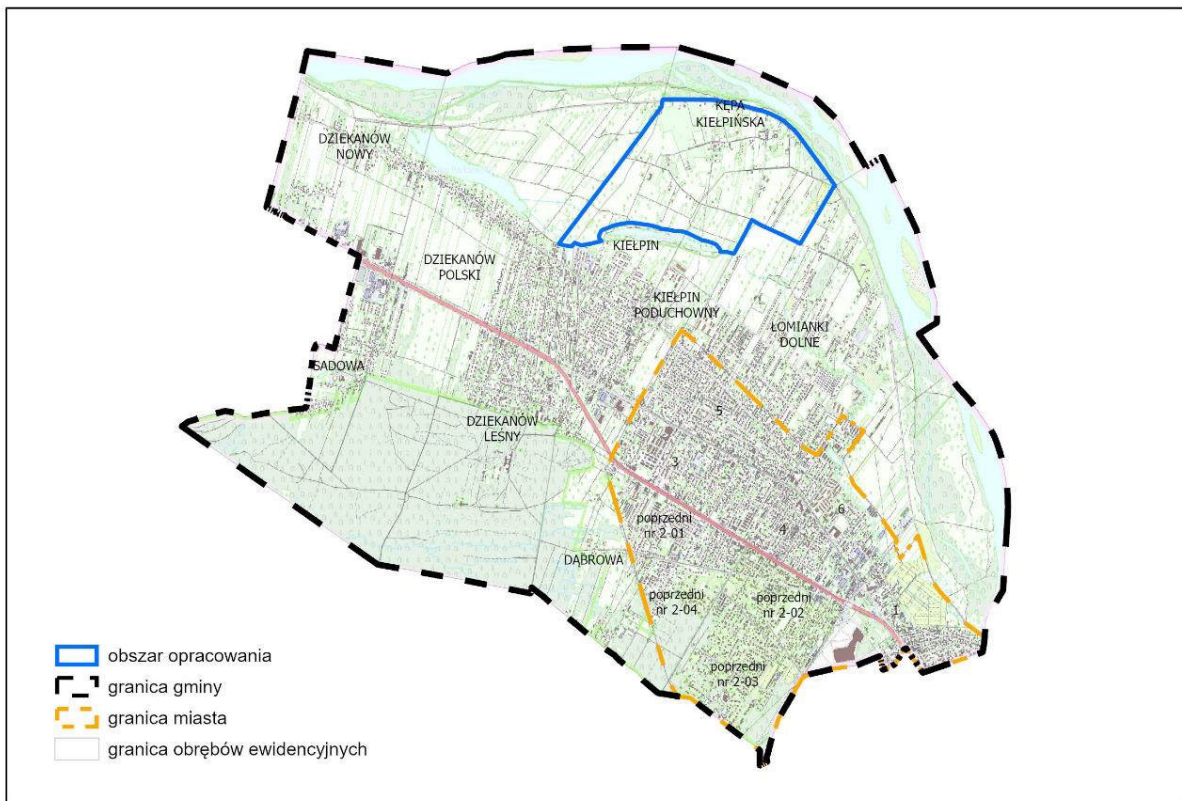 KĘPA
KIEŁPIŃSKA
DZIEKANÓW
NOWY
KIEŁPIN
DZIEKANÓW
POLSKI
KIEŁPIN
PODUCHOWNY
ŁOMIANKI
DOLNE
SADOWA
5
DZIEKANÓW
LEŚNY
3
6
poprzedni
nr 2-01
4
DĄBROWA
poprzedni
nr 2-04
poprzedni
nr 2-02
1
poprzedni
nr 2-03
obszar opracowania
granica gminy
granica miasta
granica obrębów ewidencyjnych